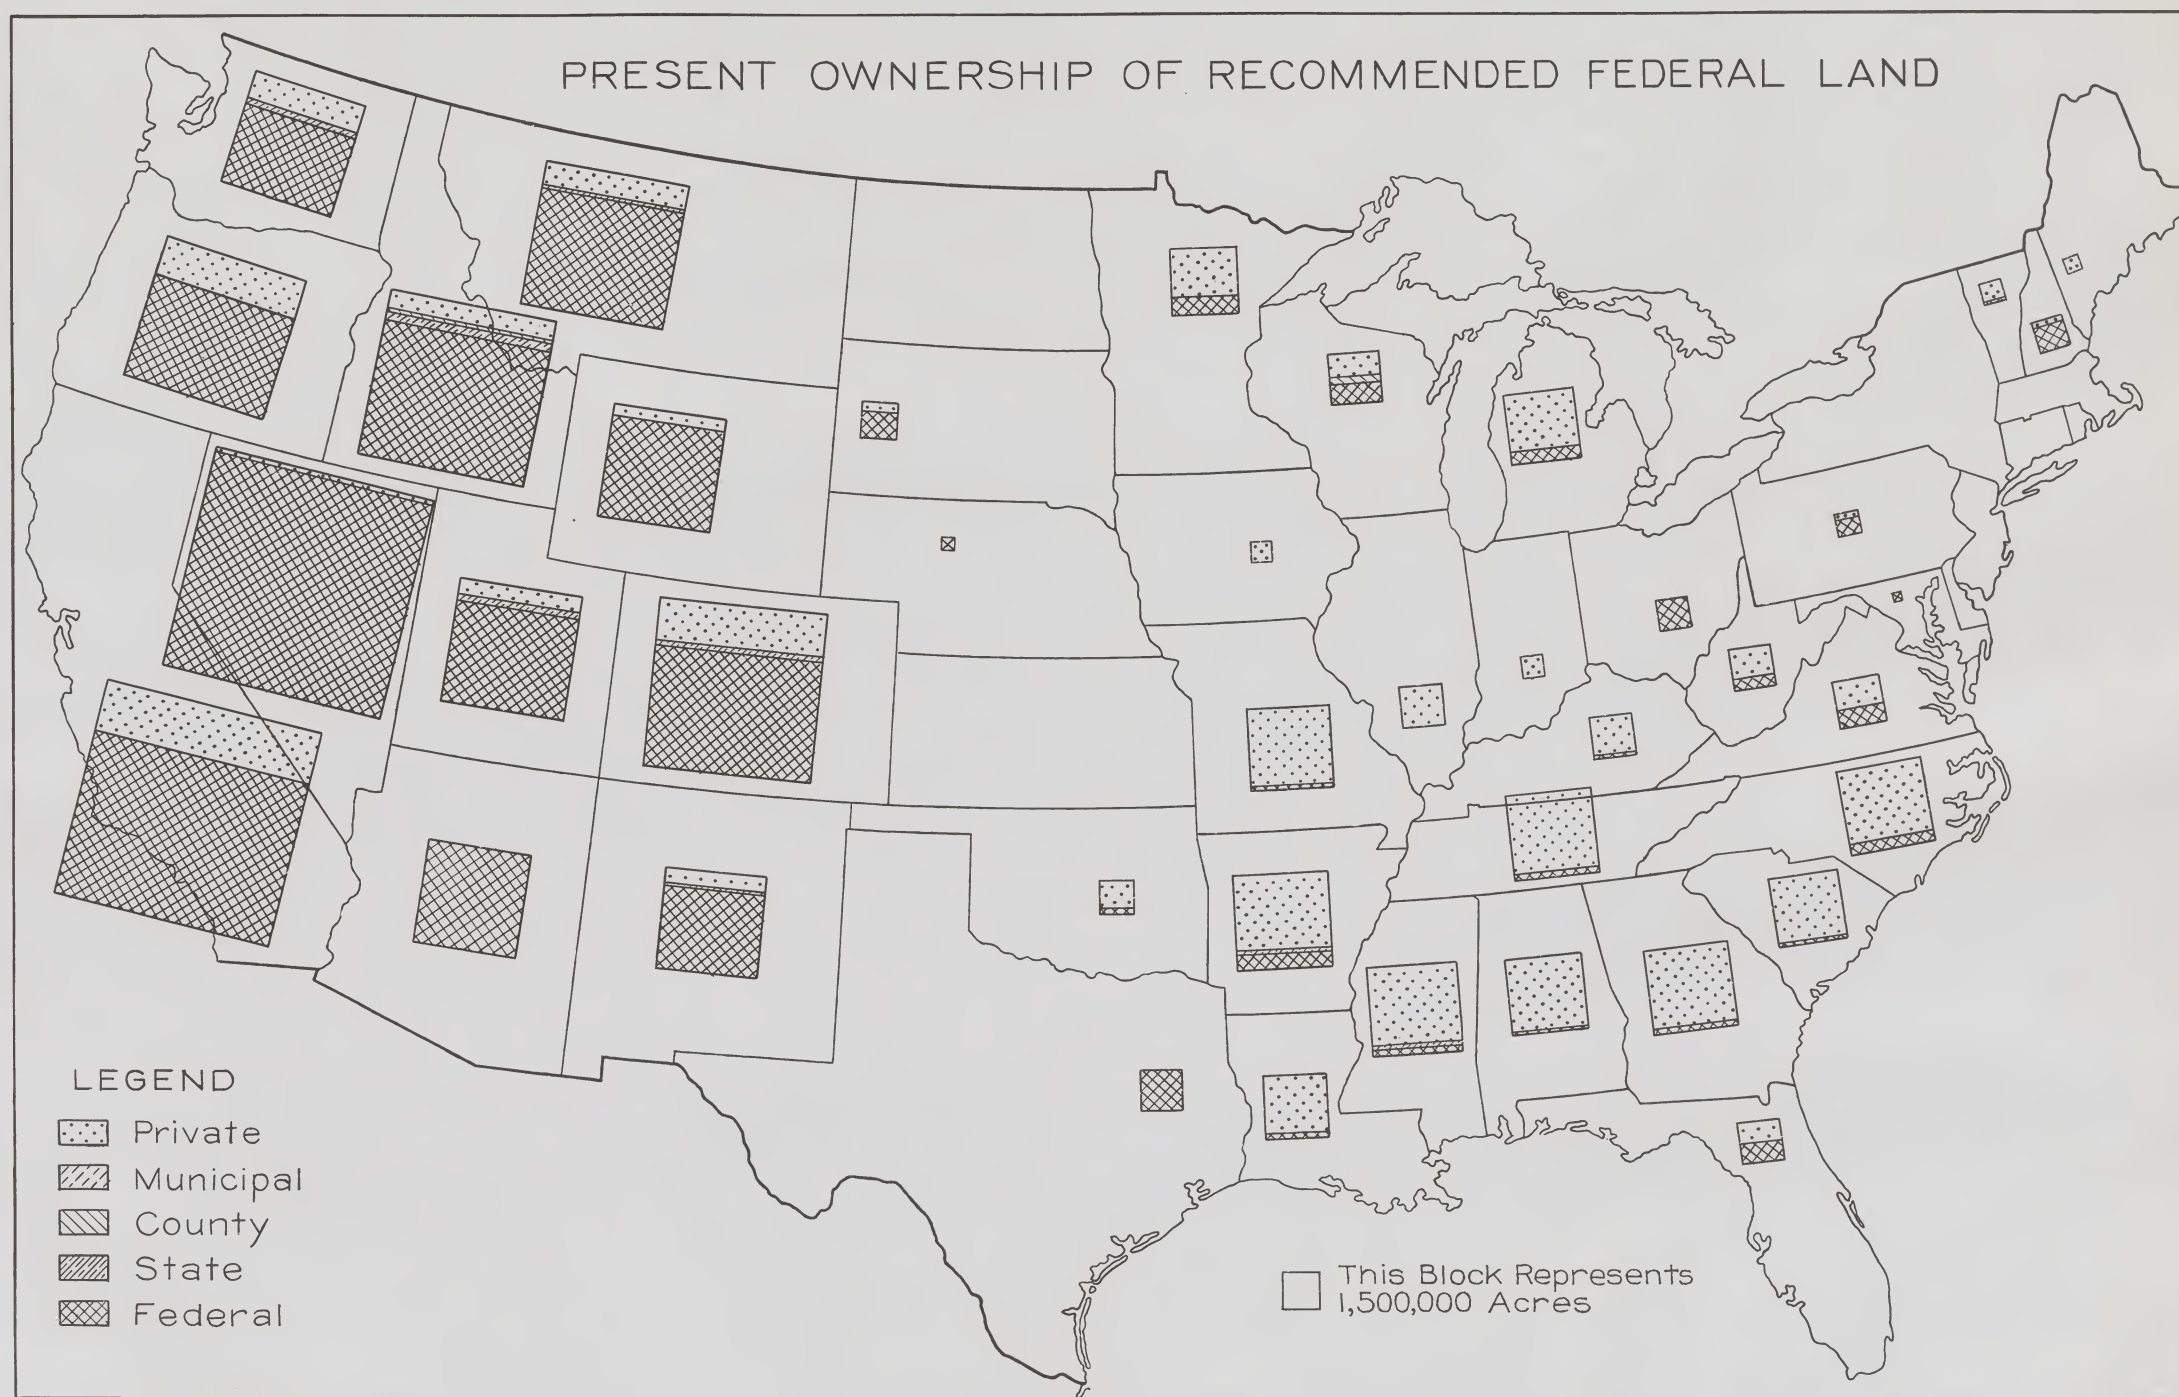 PRESENT OWNERSHIP OF RECOMMENDED FEDERAL LAND
LEGEND
Private
Municipal
County
State
Federal
This Block Represents
1,500,000 Acres